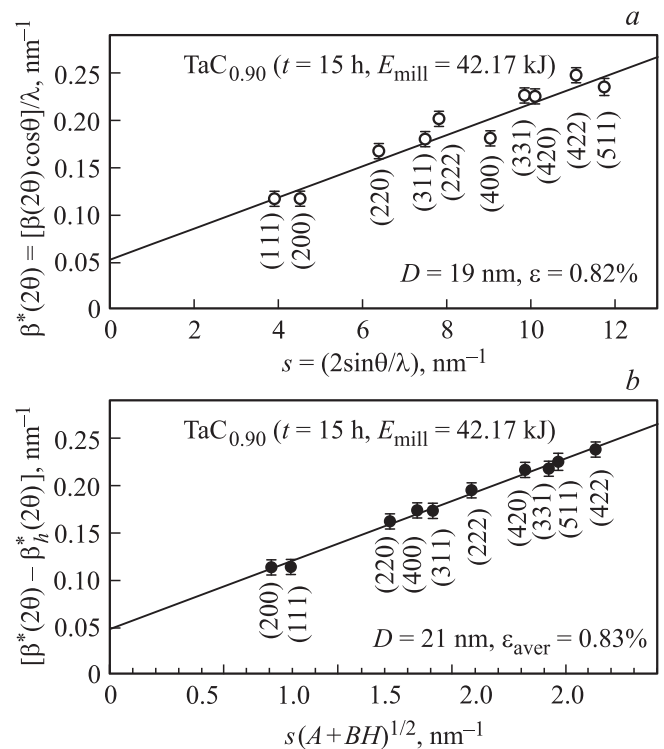 a
TaC0.90 (t = 15 h, Emill = 42.17 kJ)
β*(2θ) = [β(2θ)cosθ]/λ, nm–1
0.25
0.20
0.15
0.10
0.05
0
(111)
(200)
(220)
(311)
(222)
(400)
(331)
(420)
(422)
(511)
D = 19 nm, ε = 0.82%
0 2 4 6 8 10 12
s = (2sinθ/λ), nm–1
b
TaC0.90 (t = 15 h, Emill = 42.17 kJ)
[β*(2θ) – β*h(2θ)], nm–1
0.25
0.20
0.15
0.10
0.05
0
(200)
(111)
(220)
(400)
(311)
(222)
(420)
(331)
(511)
(422)
D = 21 nm, εaver = 0.83%
0 0.5 1.0 1.5 2.0 2.0
s(A+BH)1/2, nm–1